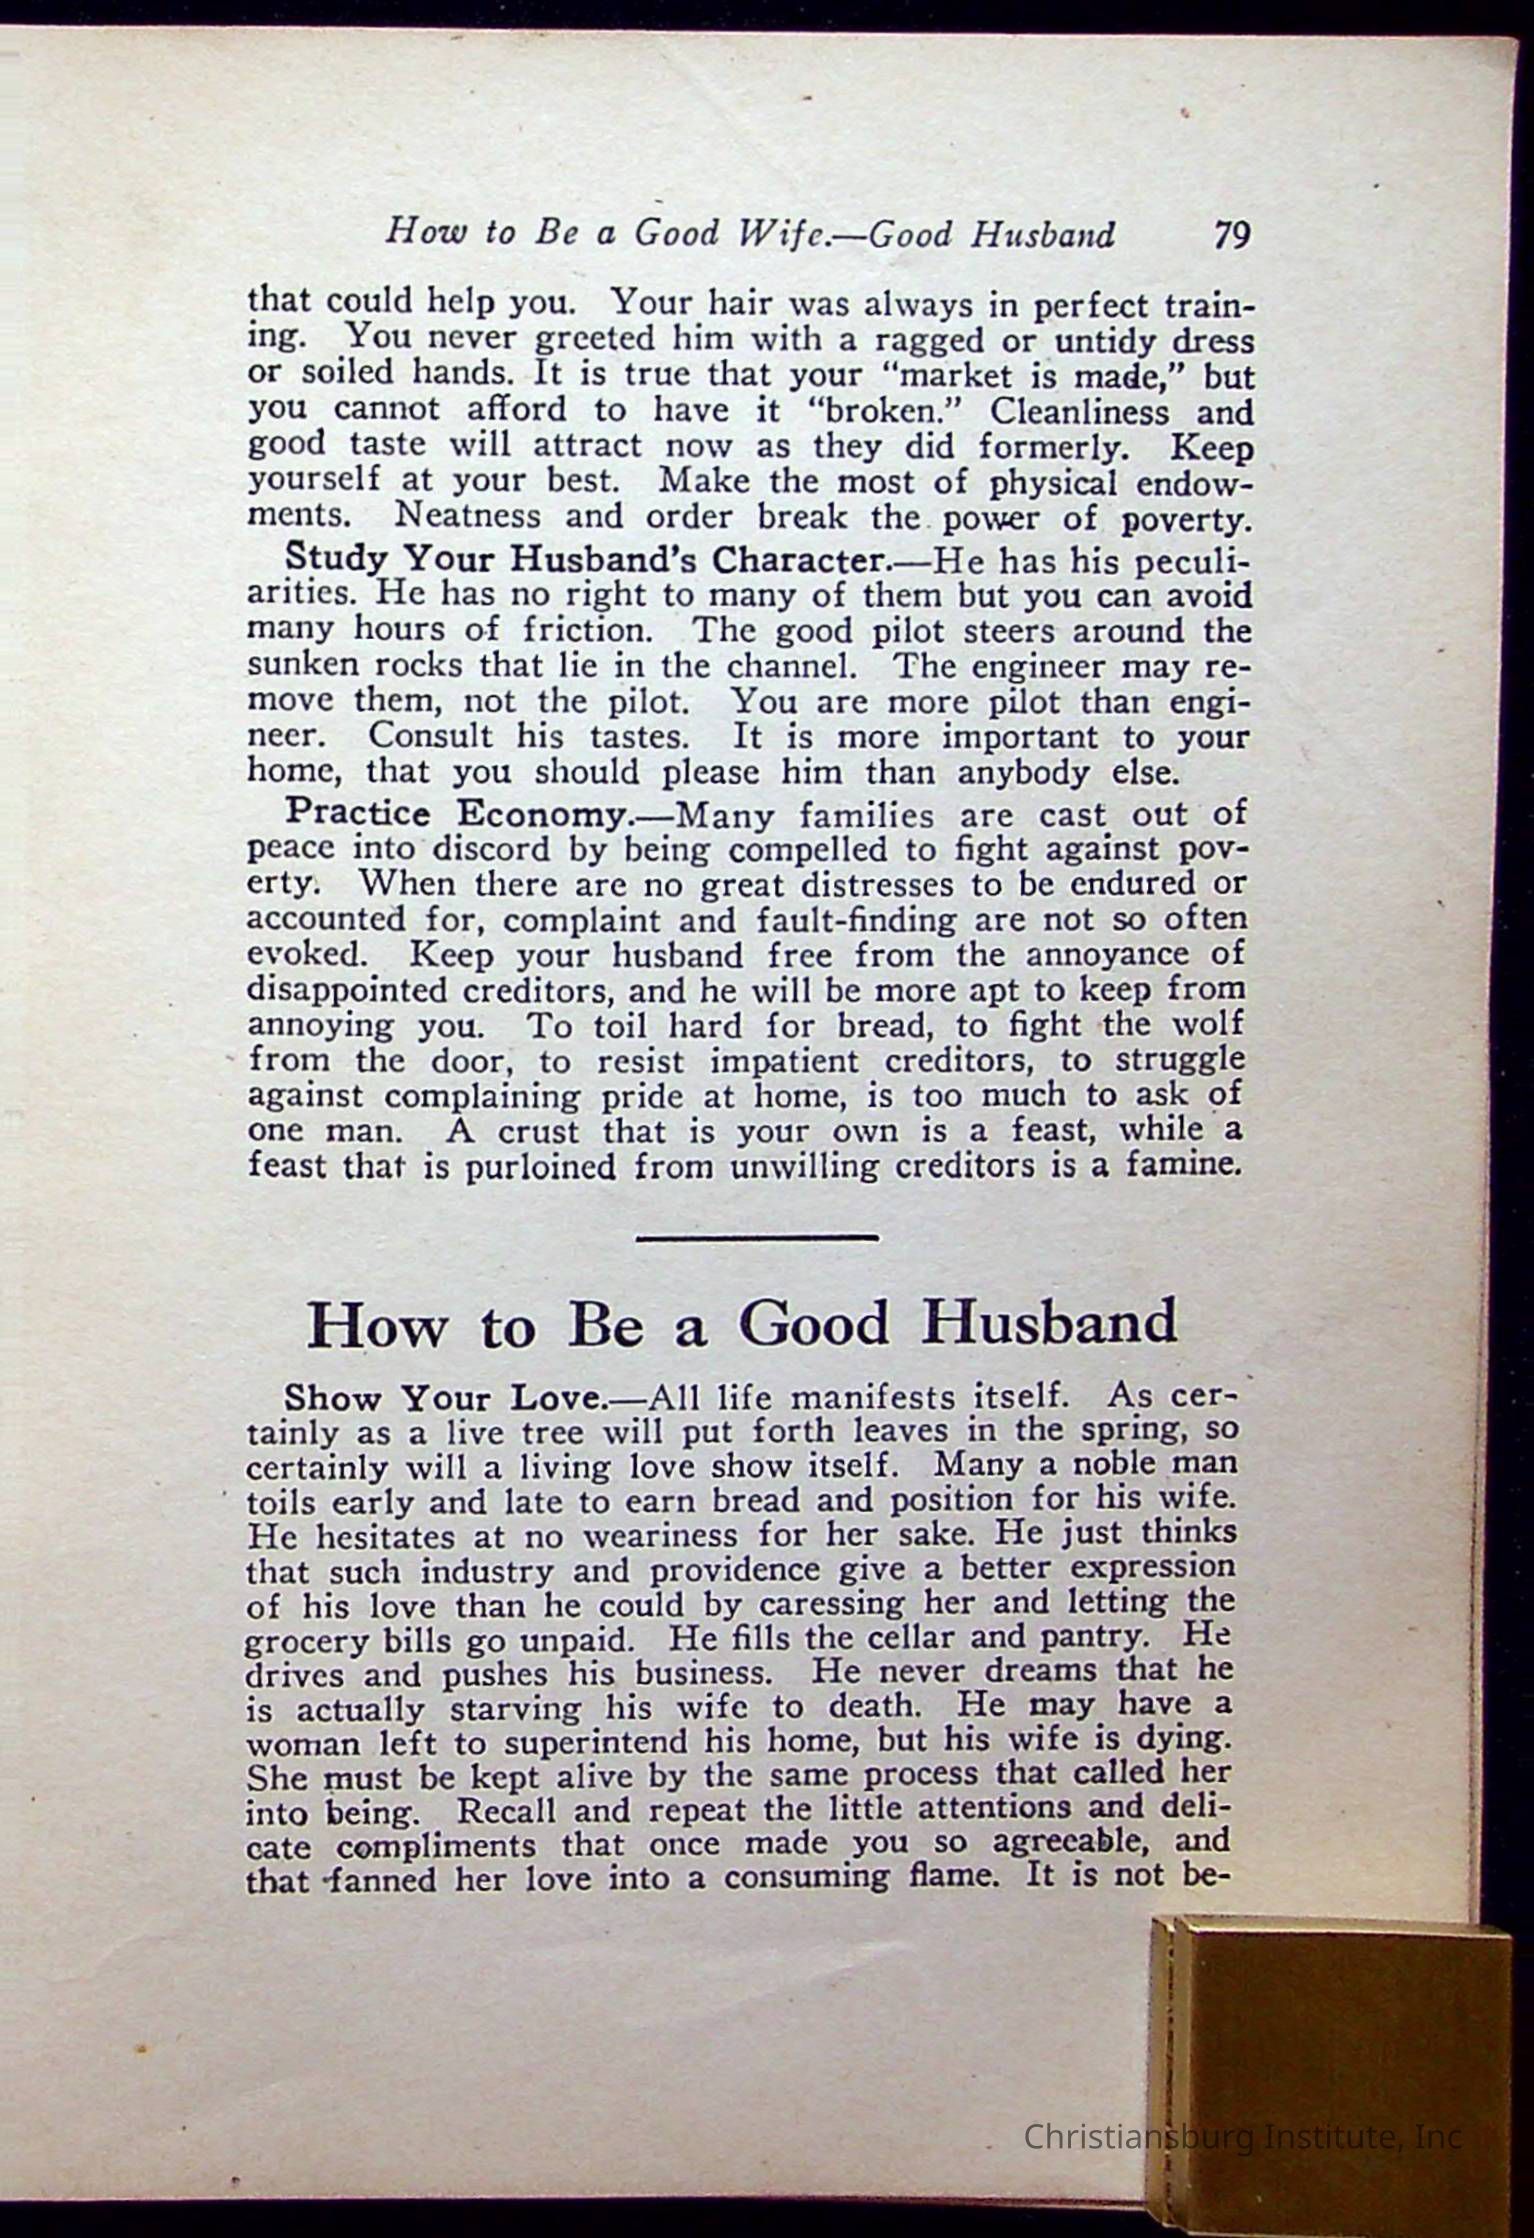 How to Be a Good Wife.—Good Husband 79
that could help you. Your hair was always in perfect train-
ing. You never greeted him with a ragged or untidy dress
or soiled hands. It is true that your “market is made,” but
you cannot afford to have it “broken.” Cleanliness and
good taste will attract now as they did formerly. Keep
yourself at your best. Make the most of physical endow-
ments. Neatness and order break the power of poverty.
Study Your Husband’s Character.—He has his peculi-
arities. He has no right to many of them but you can avoid
many hours of friction. The good pilot steers around the
sunken rocks that lie in the channel. The engineer may re-
move them, not the pilot. You are more pilot than engi-
neer. Consult his tastes. It is more important to your
home, that you should please him than anybody else.
Practice Economy.—Many families are cast out of
peace into discord by being compelled to fight against pov-
erty. When there are no great distresses to be endured or
accounted for, complaint and fault-finding are not so often
evoked. Keep your husband free from the annoyance of
disappointed creditors, and he will be more apt to keep from
annoying you. To toil hard for bread, to fight the wolf
from the door, to resist impatient creditors, to struggle
against complaining pride at home, is too much to ask of
one man. A crust that is your own is a feast, while a
feast that is purloined from unwilling creditors is a famine.
How to Be a Good Husband
Show Your Love.—All life manifests itself. As cer-
tainly as a live tree will put forth leaves in the spring, so
certainly will a living love show itself. Many a noble man
toils early and late to earn bread and position for his wife.
He hesitates at no weariness for her sake. He just thinks
that such industry and providence give a better expression
of his love than he could by caressing her and letting the
grocery bills go unpaid. He fills the cellar and pantry. He
drives and pushes his business. He never dreams that he
is actually starving his wife to death. He may have a
woman left to superintend his home, but his wife is dying.
She must be kept alive by the same process that called her
into being. Recall and repeat the little attentions and deli-
cate compliments that once made you so agreeable, and
that fanned her love into a consuming flame. It is not be-
Christiansburg Institute, Inc